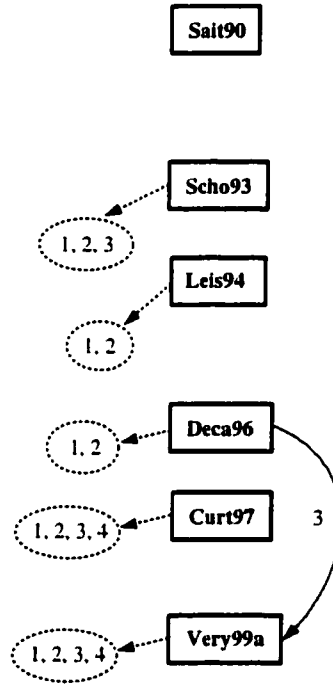 Sait90
Scho93
1, 2, 3
Leis94
1, 2
Deca96
1, 2
Curt97
3
1, 2, 3, 4
Very99a
1, 2, 3, 4